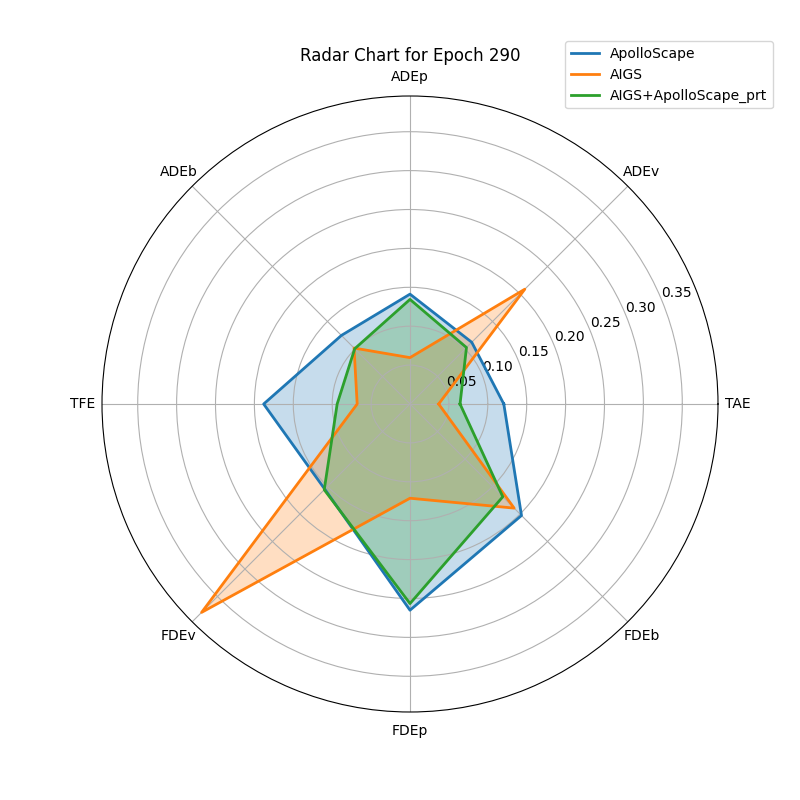 Radar Chart for Epoch 290
ApolloScape
AIGS
AIGS+ApolloScape_prt
ADEp
ADEb
ADEv
0.35
0.30
0.25
0.20
0.15
0.10
0.05
TFE
TAE
FDEv
FDEb
FDEp